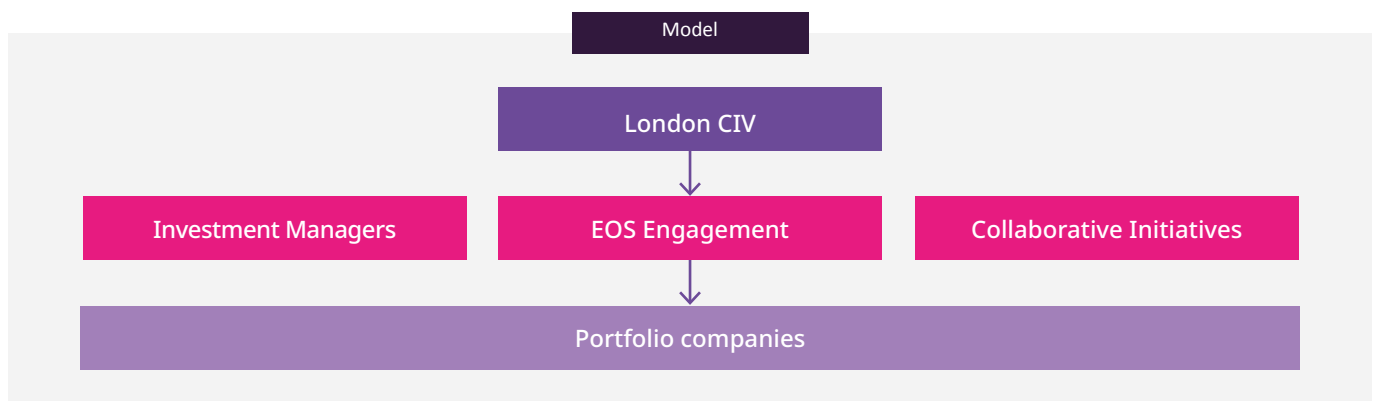 Model
London CIV
Investment Managers
EOS Engagement
Collaborative Initiatives
Portfolio companies